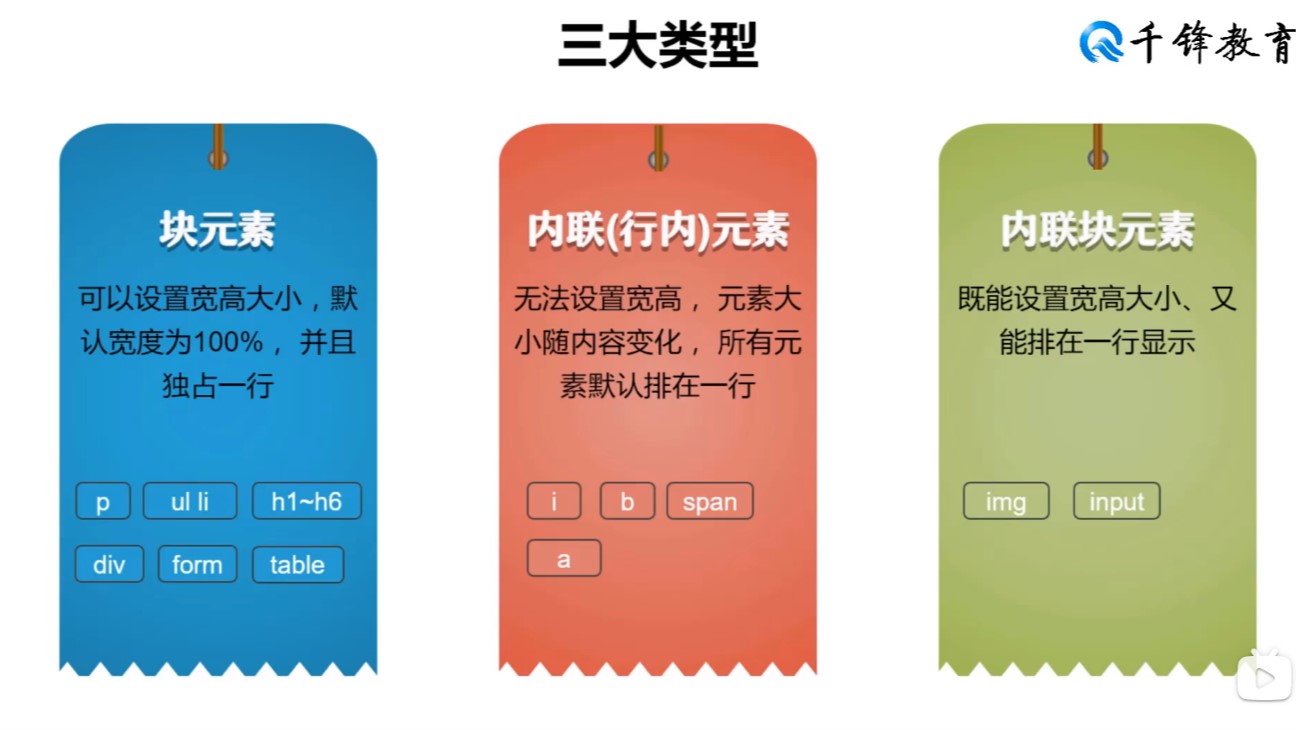 三大类型
千锋教育
块元素
可以设置宽高大小，默
认宽度为100%， 并且
独占一行
p
ul li
h1~h6
div
form
table
内联(行内)元素
无法设置宽高， 元素大
小随内容变化， 所有元
素默认排在一行
i
b
span
a
内联块元素
既能设置宽高大小、又
能排在一行显示
img
input